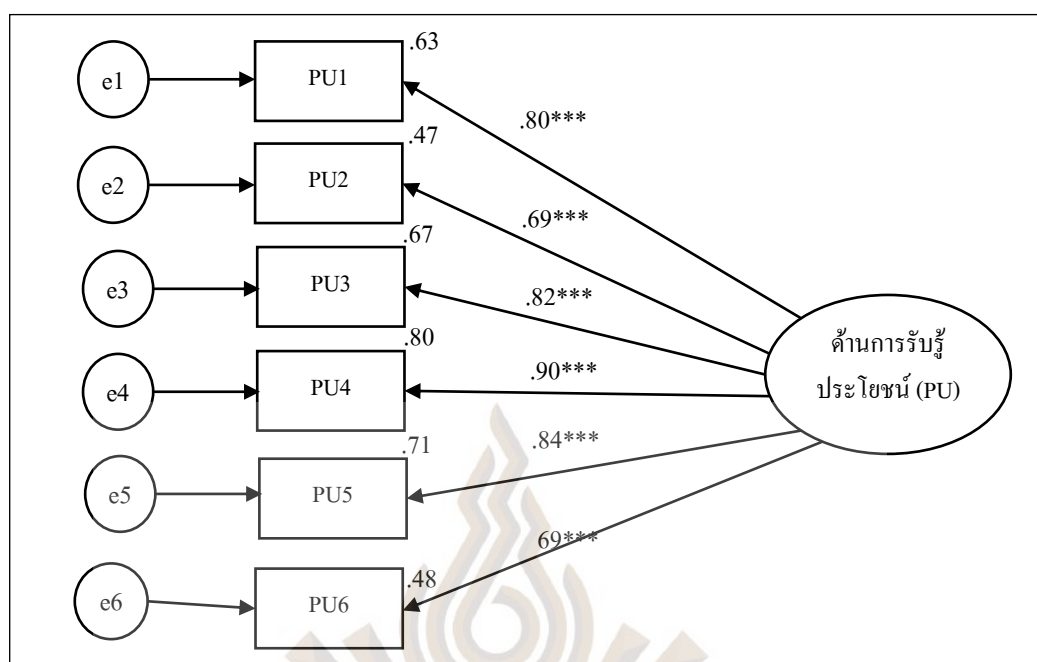 .63
e1
PU1
.80***
.47
e2
PU2
.69***
.67
e3
PU3
.82***
ด้านการรับรู้
ประโยชน์ (PU)
.80
e4
PU4
.90***
.71
e5
PU5
.84***
.48
e6
PU6
69***